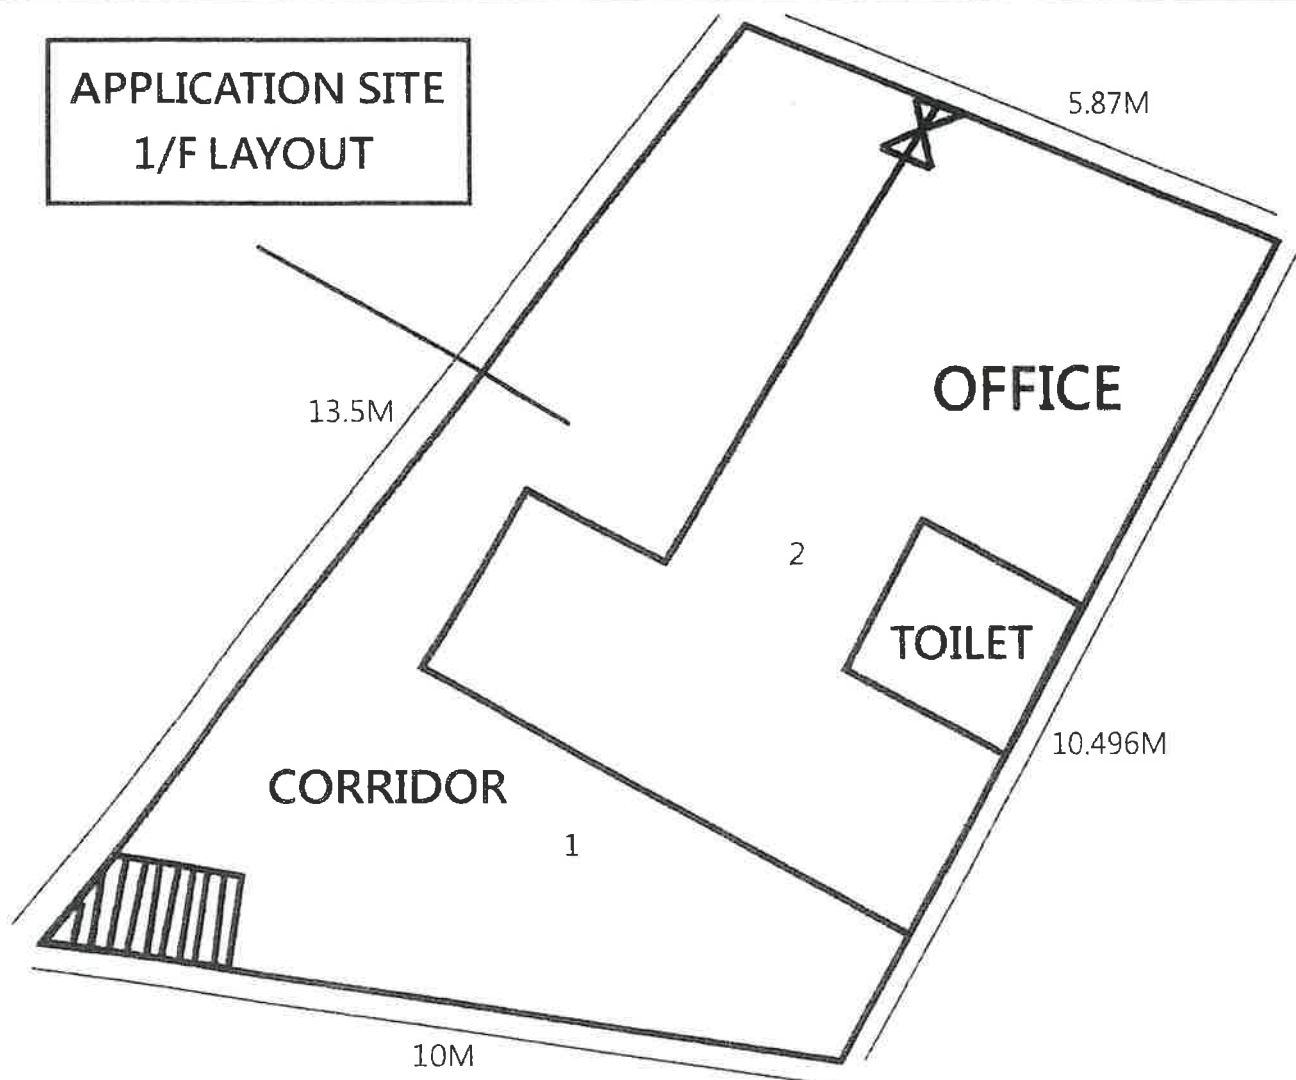 APPLICATION SITE
1/F LAYOUT
5.87M
OFFICE
13.5M
2
TOILET
10.496M
CORRIDOR
1
10M